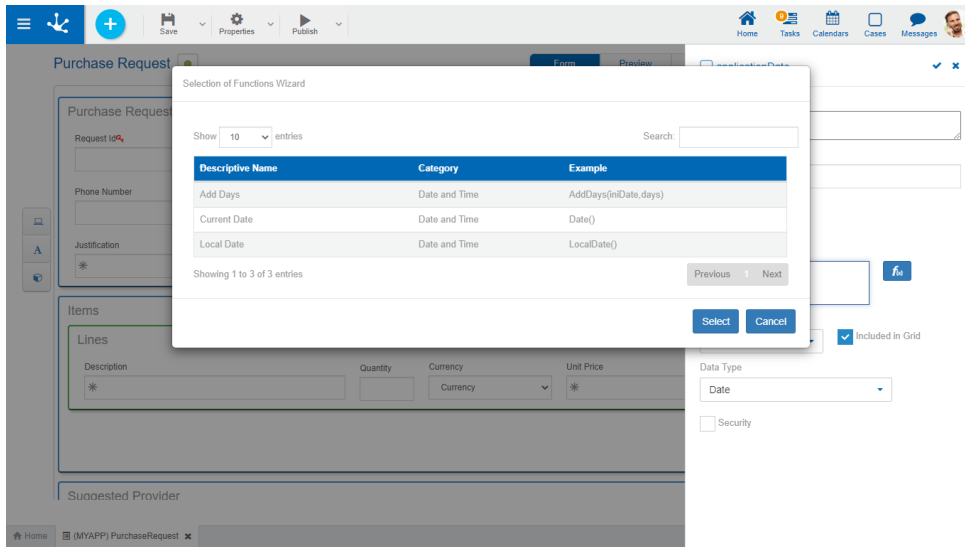 Save
Properties
Publish
Home
9
Tasks
Calendars
Cases
Messages
Purchase Request
Form
Preview
applicationDate
Selection of Functions Wizard
Show 10 entries
Search:
Descriptive Name Category Example
Add Days Date and Time AddDays(iniDate,days)
Current Date Date and Time Date()
Local Date Date and Time LocalDate()
Showing 1 to 3 of 3 entries
Previous 1 Next
Select Cancel
Purchase Request
Request Id
Phone Number
A
Justification
Items
Lines
Description
Quantity
Currency
Unit Price
Currency
Included in Grid
Data Type
Date
Security
Suggested Provider
Home
(MYAPP) PurchaseRequest